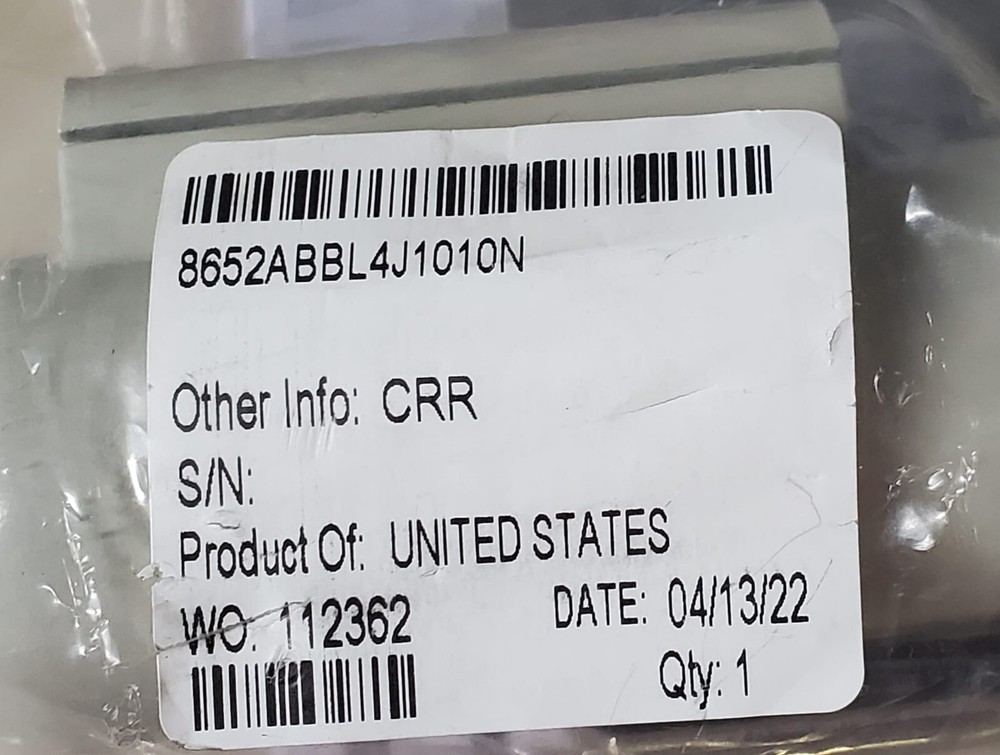 8652ABBL4J1010N
Other Info: CRR
S/N:
Product Of: UNITED STATES
WO: 112362 DATE: 04/13/22
Qty: 1